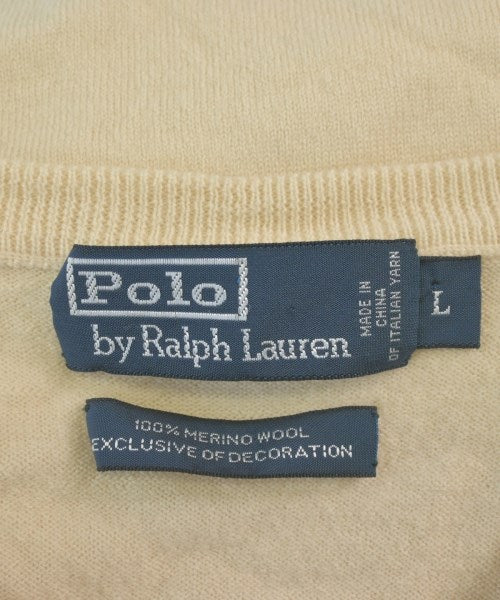 Polo
by Ralph Lauren
MADE IN
CHINA
OF ITALIAN YARN
L
100% MERINO WOOL
EXCLUSIVE OF DECORATION